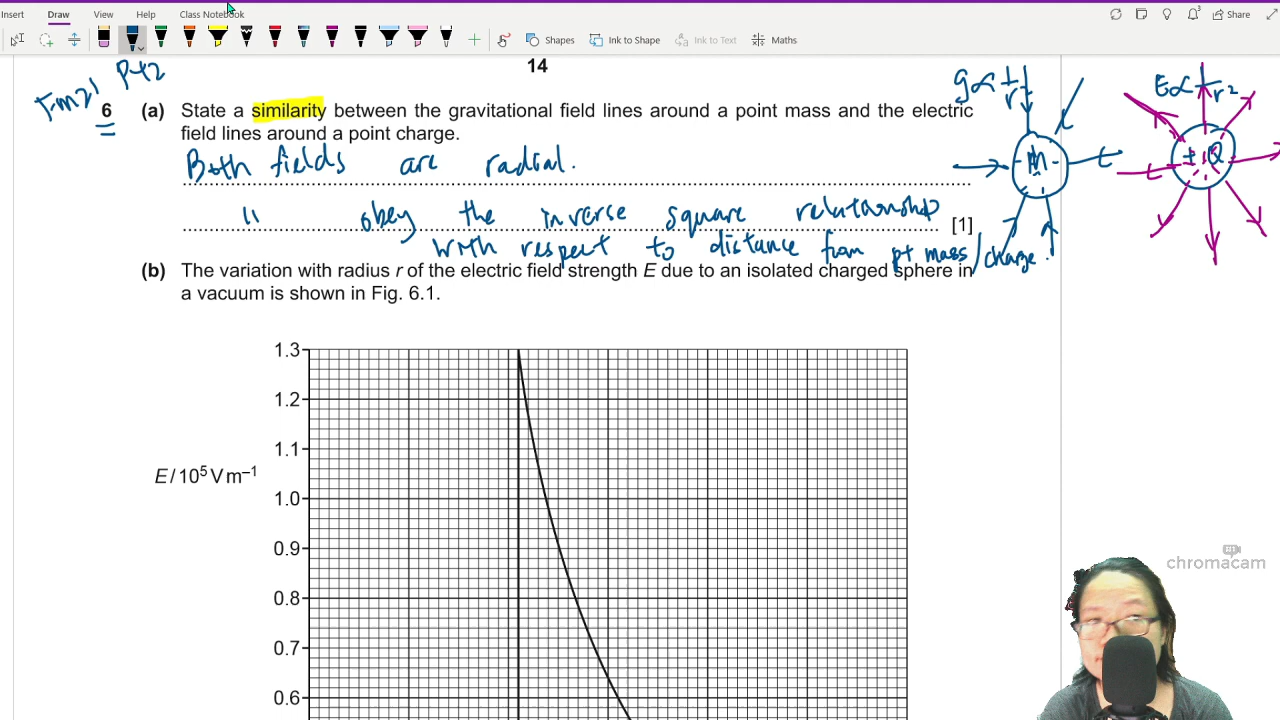 Insert Draw View Help Class Notebook Share
Shapes Ink to Shape Ink to Text Maths
14
F-m21 P42
6 (a) State a similarity between the gravitational field lines around a point mass and the electric
field lines around a point charge.
Both fields are radial.
" obey the inverse square relationship
[1]
with respect to distance from pt mass/charge.
g ∝ 1/r²
M
E ∝ 1/r²
+Q
(b) The variation with radius r of the electric field strength E due to an isolated charged sphere in
a vacuum is shown in Fig. 6.1.
1.3
1.2
1.1
E/10⁵ V m⁻¹
1.0
0.9
0.8
0.7
0.6
chromacam